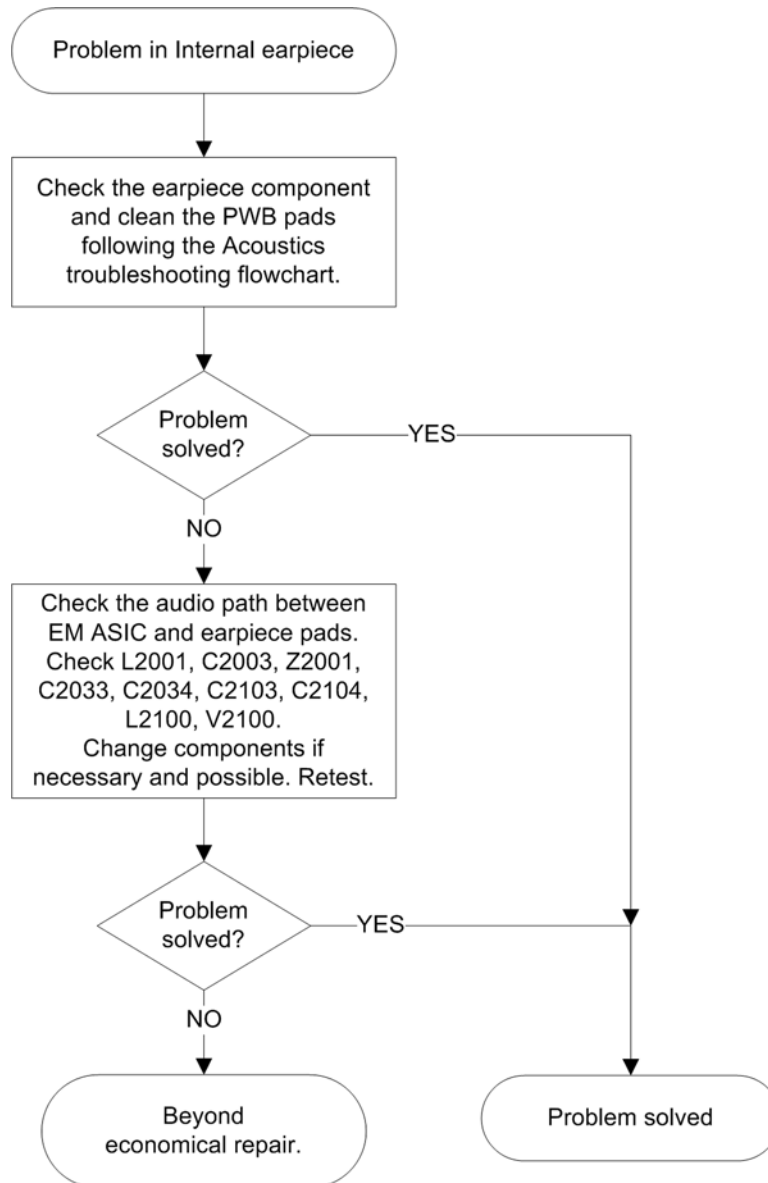 Problem in Internal earpiece
Check the earpiece component
and clean the PWB pads
following the Acoustics
troubleshooting flowchart.
Problem
solved?
YES
NO
Check the audio path between
EM ASIC and earpiece pads.
Check L2001, C2003, Z2001,
C2033, C2034, C2103, C2104,
L2100, V2100.
Change components if
necessary and possible. Retest.
Problem
solved?
YES
NO
Beyond
economical repair.
Problem solved